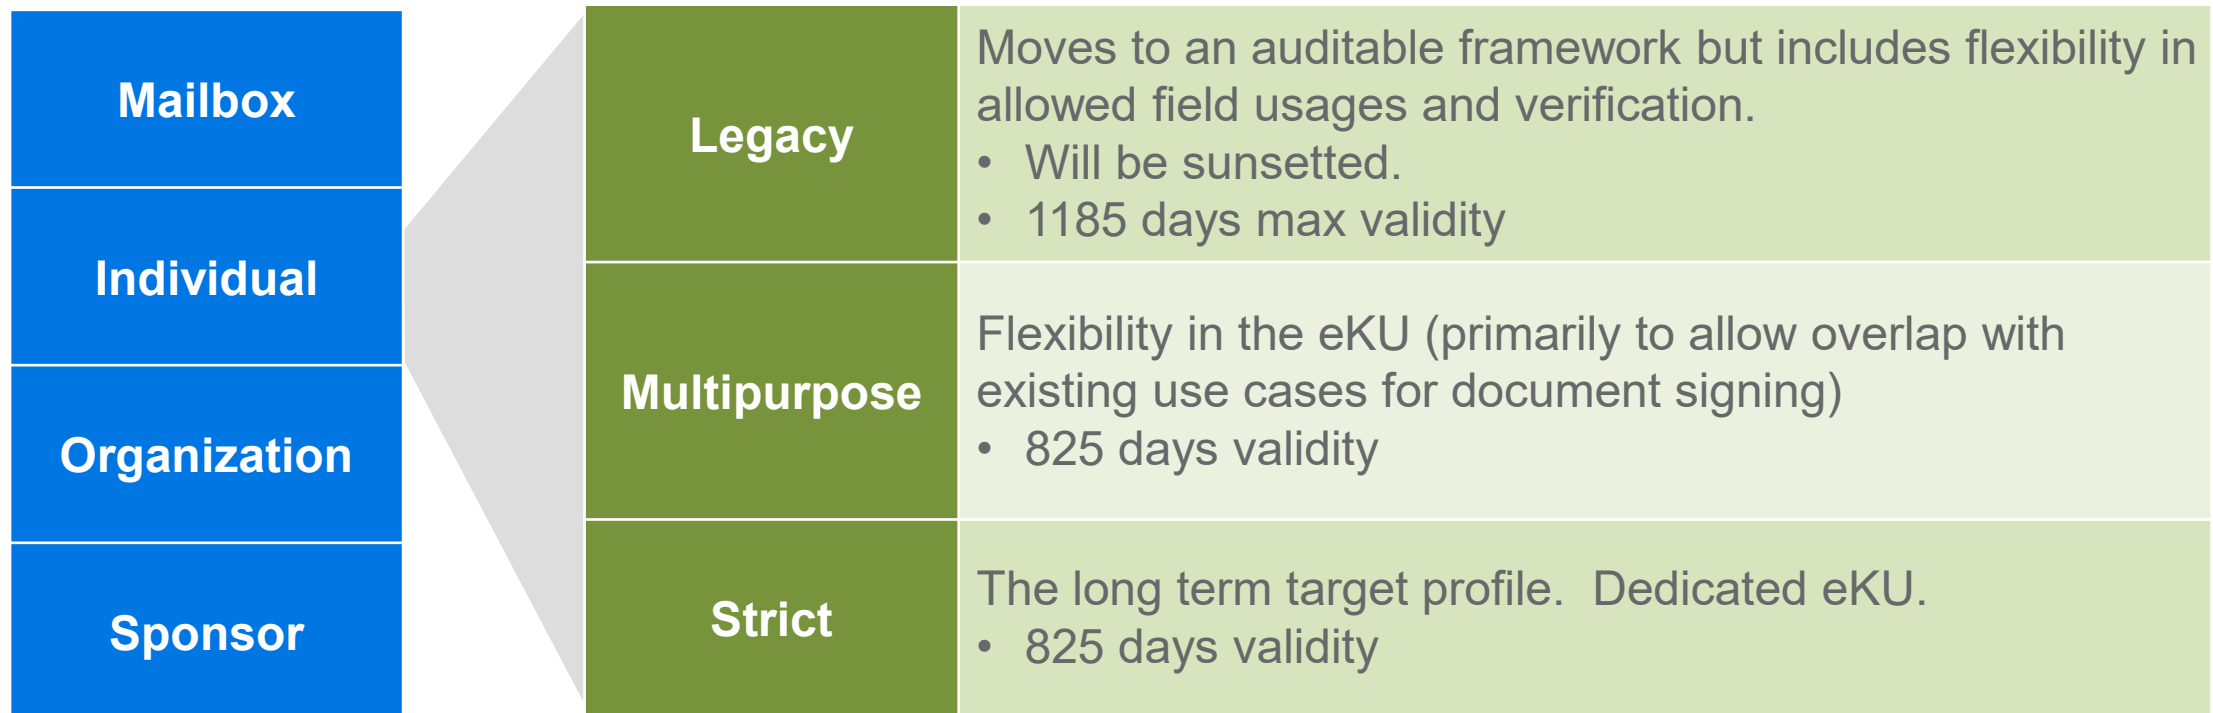 Mailbox
Individual
Organization
Sponsor
Legacy
Moves to an auditable framework but includes flexibility in
allowed field usages and verification.
• Will be sunsetted.
• 1185 days max validity
Multipurpose
Flexibility in the eKU (primarily to allow overlap with
existing use cases for document signing)
• 825 days validity
Strict
The long term target profile.  Dedicated eKU.
• 825 days validity